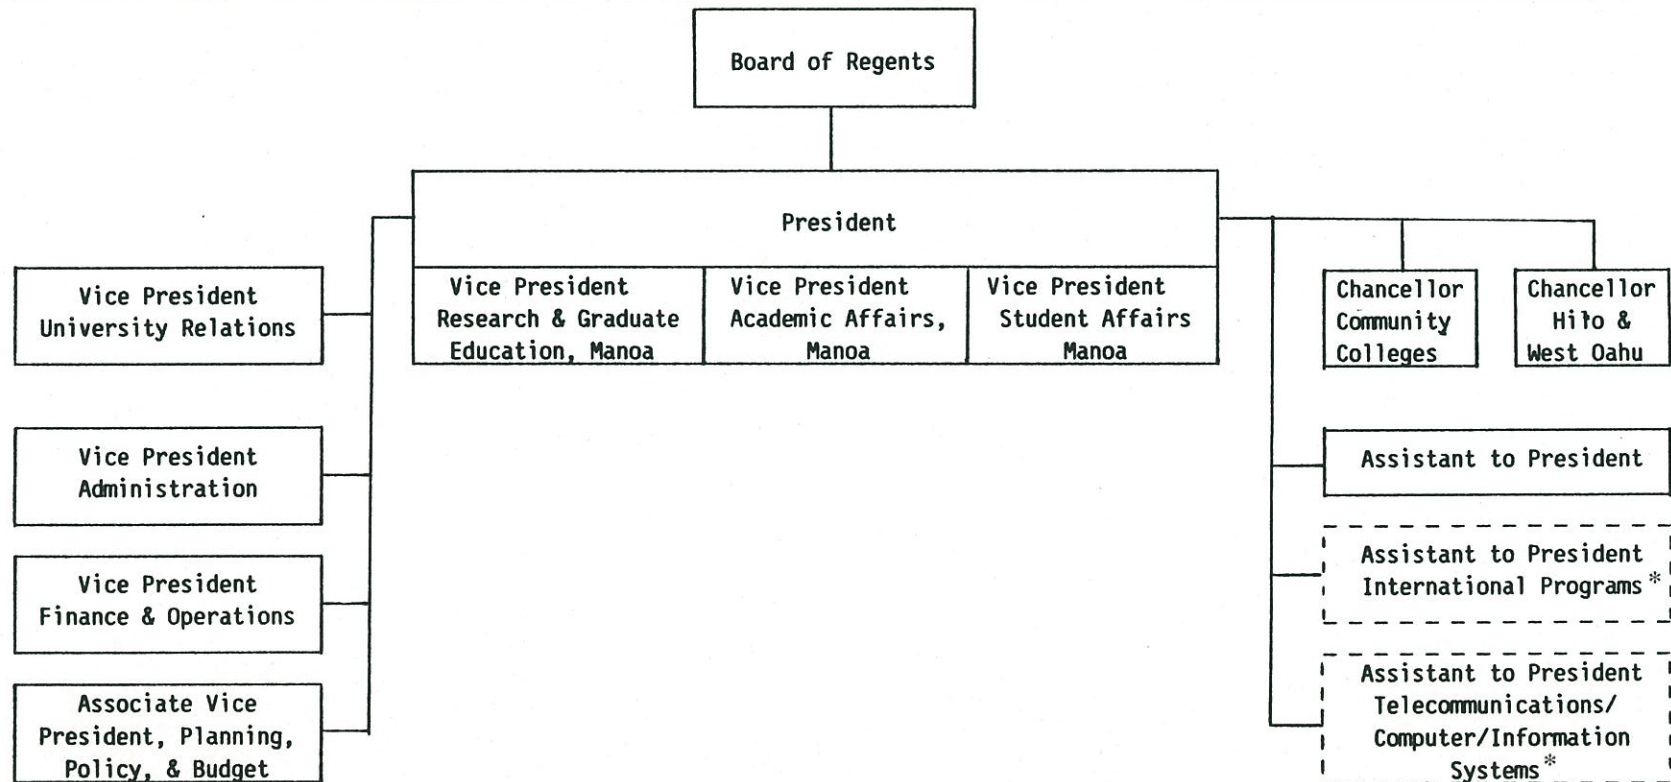 Board of Regents
President
Vice President
Research & Graduate
Education, Manoa
Vice President
Academic Affairs,
Manoa
Vice President
Student Affairs
Manoa
Vice President
University Relations
Vice President
Administration
Vice President
Finance & Operations
Associate Vice
President, Planning,
Policy, & Budget
Chancellor
Community
Colleges
Chancellor
Hilo &
West Oahu
Assistant to President
Assistant to President
International Programs*
Assistant to President
Telecommunications/
Computer/Information
Systems*